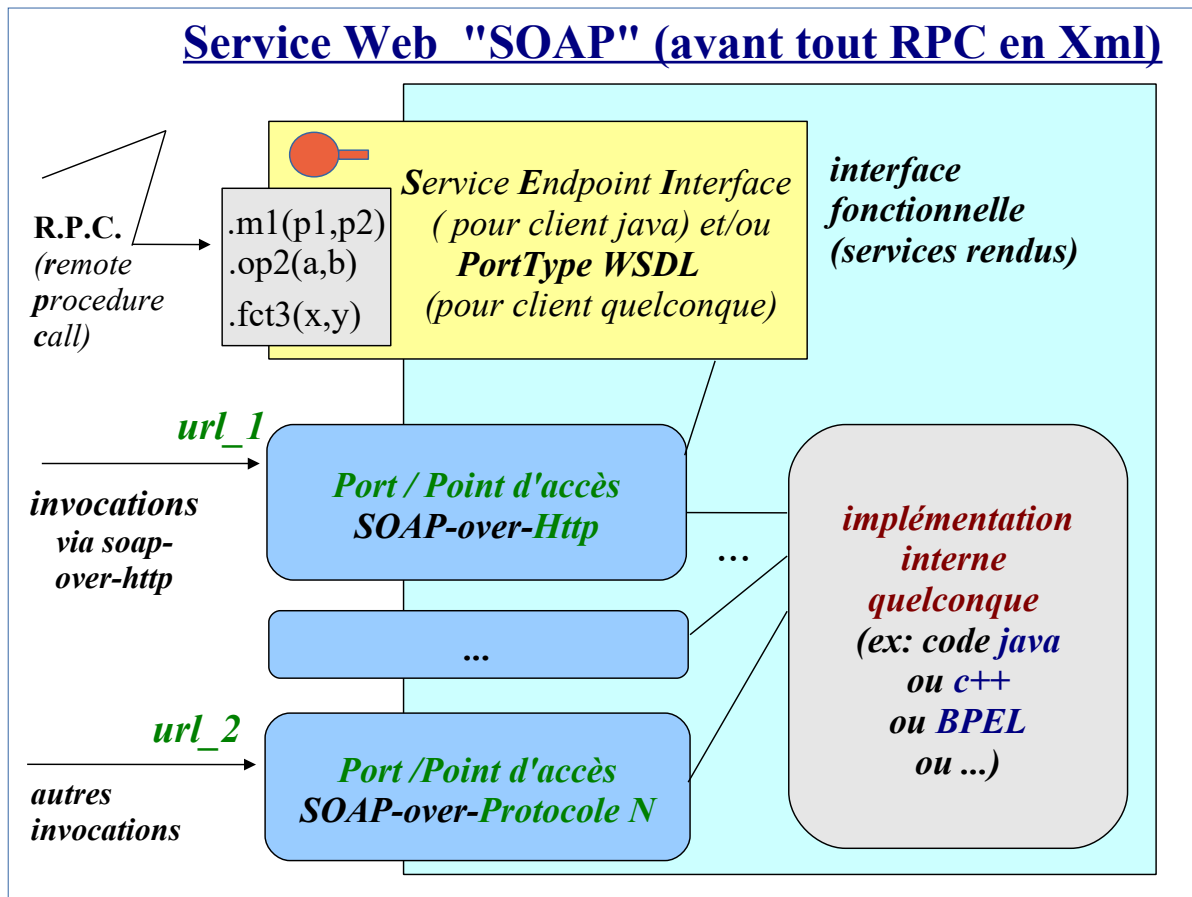 Service Web "SOAP" (avant tout RPC en Xml)
R.P.C.
(remote
procedure
call)
.m1(p1,p2)
.op2(a,b)
.fct3(x,y)
Service Endpoint Interface
( pour client java) et/ou
PortType WSDL
(pour client quelconque)
interface
fonctionnelle
(services rendus)
url_1
invocations
via soap-
over-http
Port / Point d'accès
SOAP-over-Http
...
...
url_2
autres
invocations
Port /Point d'accès
SOAP-over-Protocole N
implémentation
interne
quelconque
(ex: code java
ou c++
ou BPEL
ou ...)